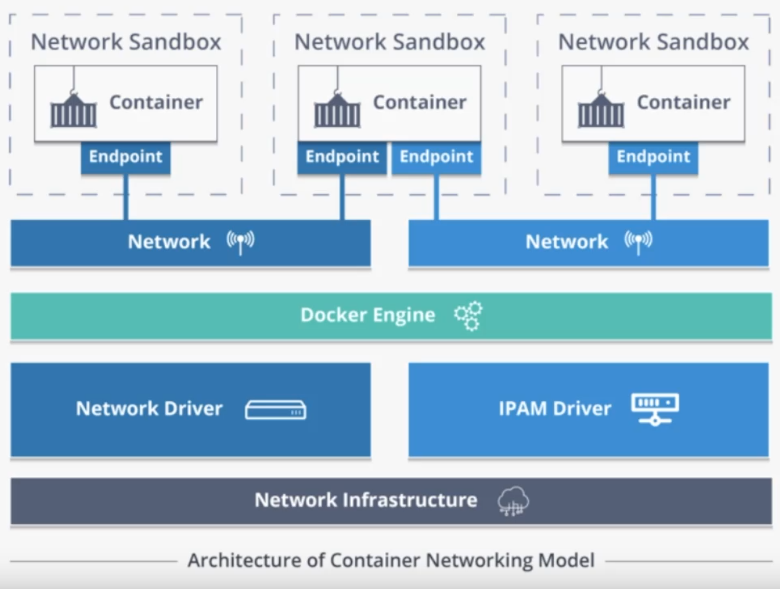 Network Sandbox
Network Sandbox
Network Sandbox
Container
Container
Container
Endpoint
Endpoint
Endpoint
Endpoint
Network
Network
Docker Engine
Network Driver
IPAM Driver
Network Infrastructure
Architecture of Container Networking Model